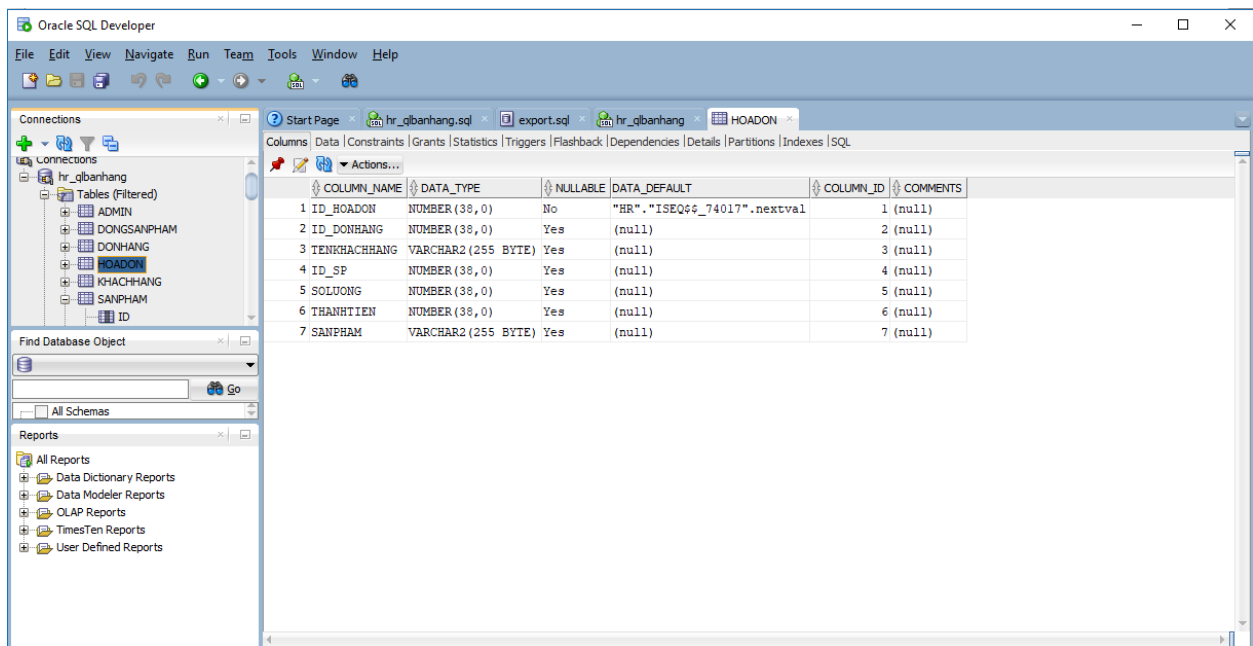 Oracle SQL Developer
File Edit View Navigate Run Team Tools Window Help
Connections
Connections
hr_qlbanhang
Tables (Filtered)
ADMIN
DONGSANPHAM
DONHANG
HOADON
KHACHHANG
SANPHAM
ID
Find Database Object
Go
All Schemas
Reports
All Reports
Data Dictionary Reports
Data Modeler Reports
OLAP Reports
TimesTen Reports
User Defined Reports
Start Page hr_qlbanhang.sql export.sql hr_qlbanhang HOADON
Columns Data Constraints Grants Statistics Triggers Flashback Dependencies Details Partitions Indexes SQL
Actions...
COLUMN_NAME DATA_TYPE NULLABLE DATA_DEFAULT COLUMN_ID COMMENTS
1 ID_HOADON NUMBER(38,0) No "HR"."ISEQ$$_74017".nextval 1 (null)
2 ID_DONHANG NUMBER(38,0) Yes (null) 2 (null)
3 TENKHACHHANG VARCHAR2(255 BYTE) Yes (null) 3 (null)
4 ID_SP NUMBER(38,0) Yes (null) 4 (null)
5 SOLUONG NUMBER(38,0) Yes (null) 5 (null)
6 THANHTIEN NUMBER(38,0) Yes (null) 6 (null)
7 SANPHAM VARCHAR2(255 BYTE) Yes (null) 7 (null)